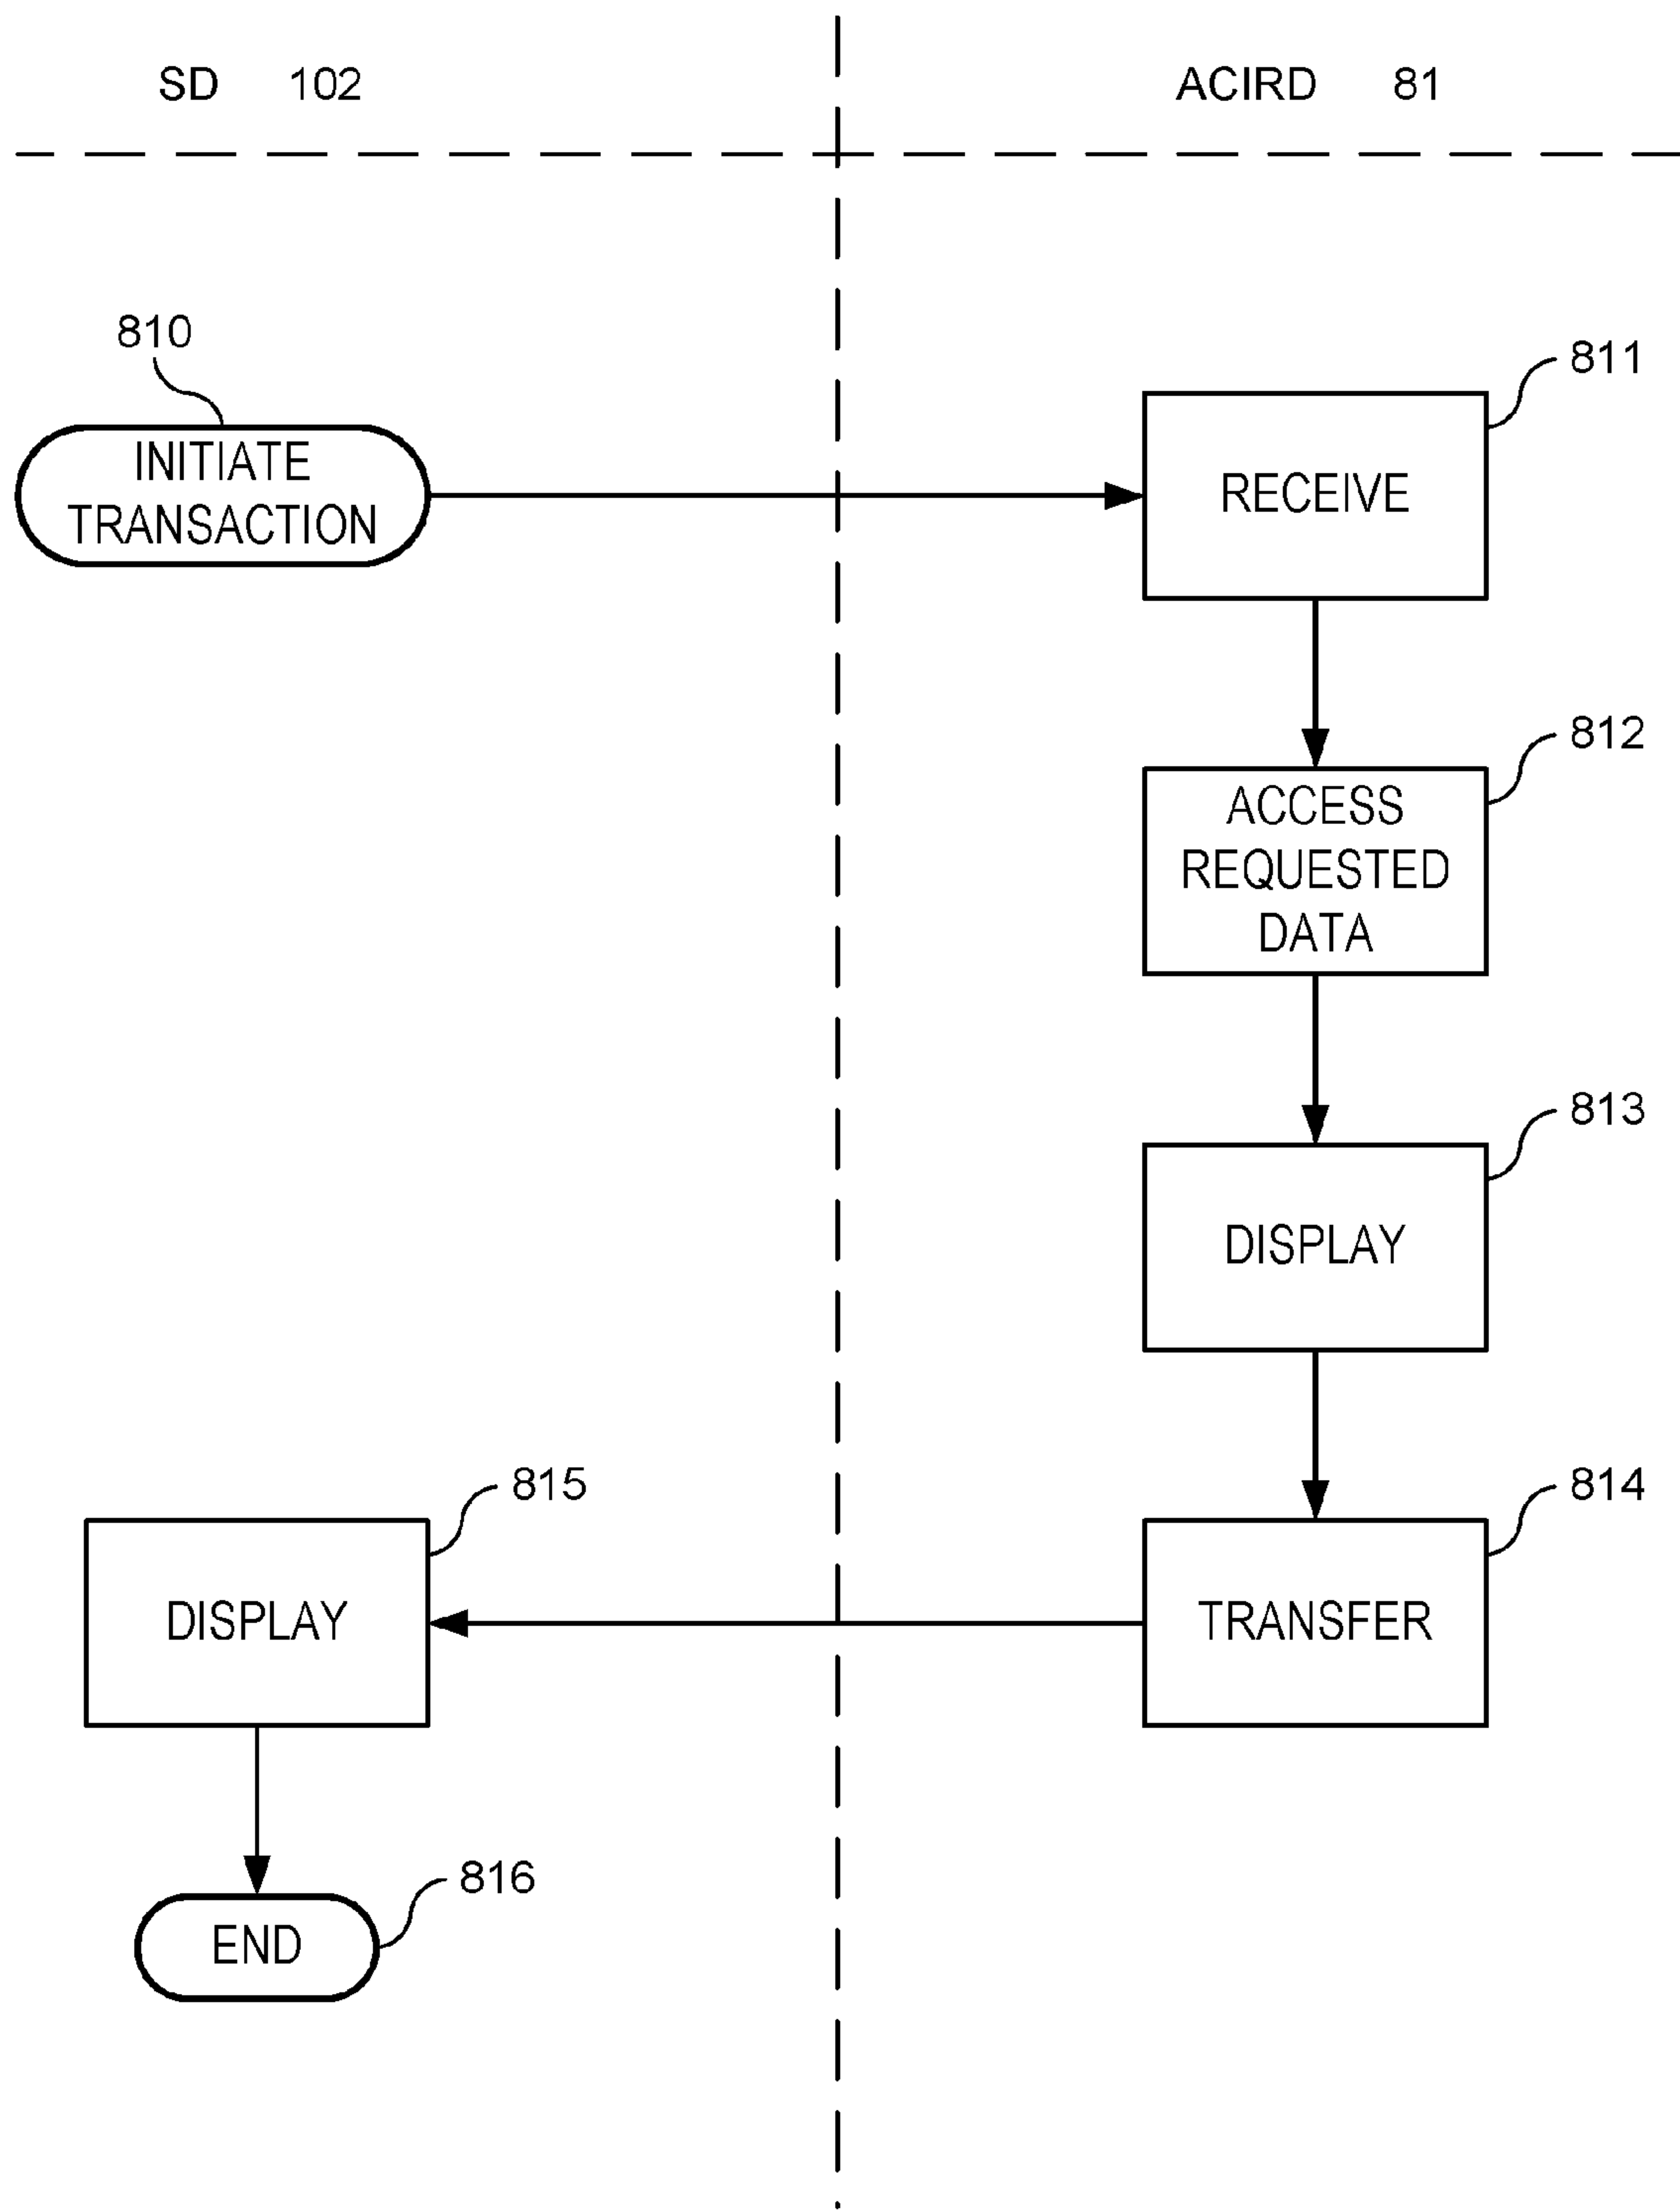 SD 102
ACIRD 81
810
INITIATE
TRANSACTION
811
RECEIVE
812
ACCESS
REQUESTED
DATA
813
DISPLAY
814
TRANSFER
815
DISPLAY
816
END